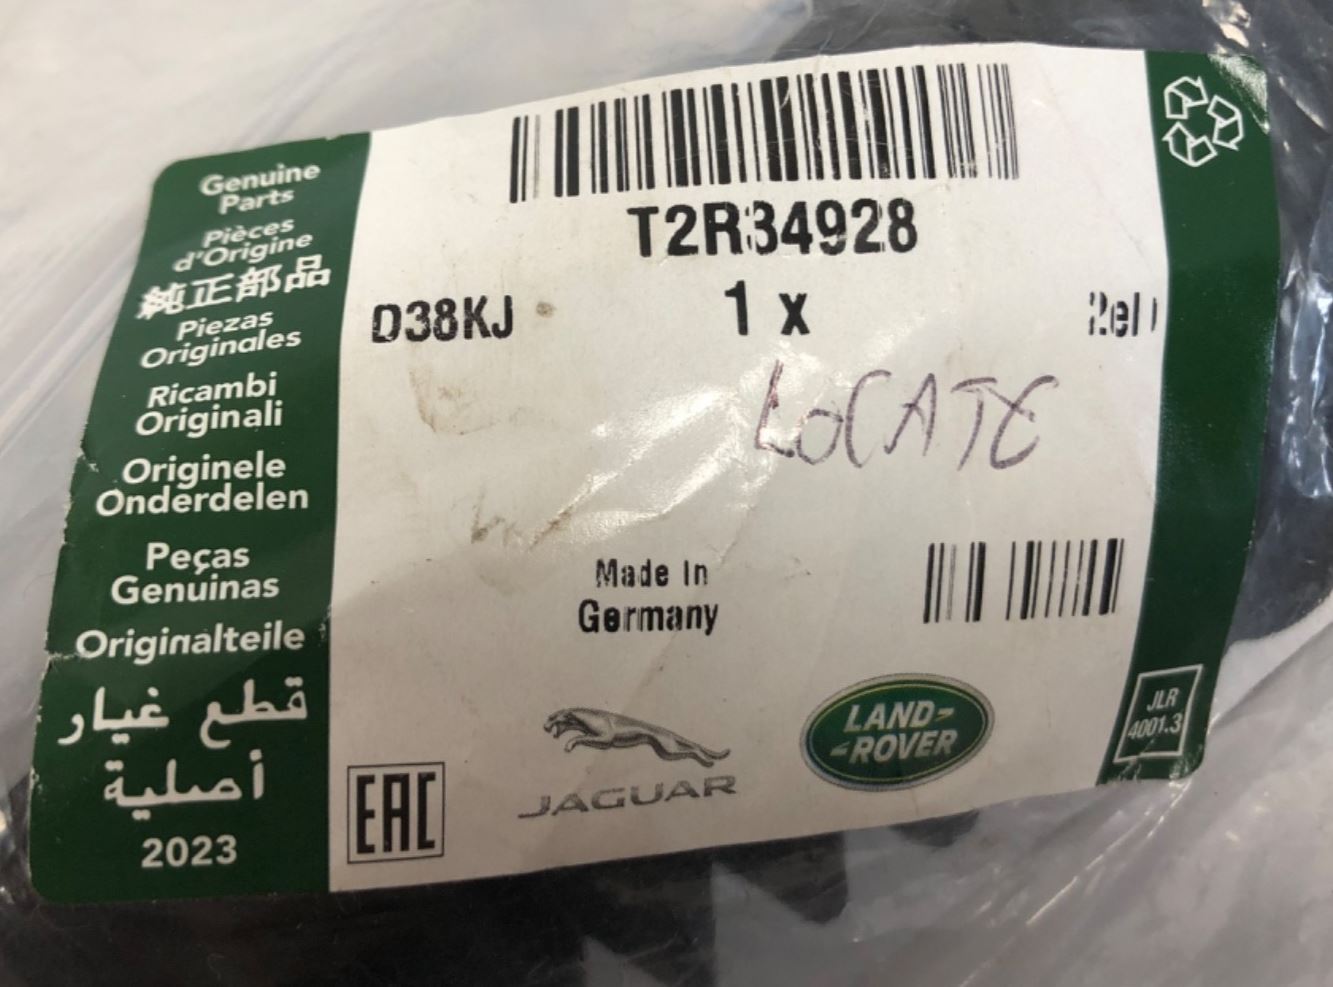 Genuine
Parts
Pièces
d'Origine
純正部品
Piezas
Originales
Ricambi
Originali
Originele
Onderdelen
Peças
Genuinas
Originalteile
قطع غيار
أصلية
2023
T2R34928
D38KJ
1 x
LOCATE
Made In
Germany
EAC
JAGUAR
LAND-
-ROVER
JLR
4001.3